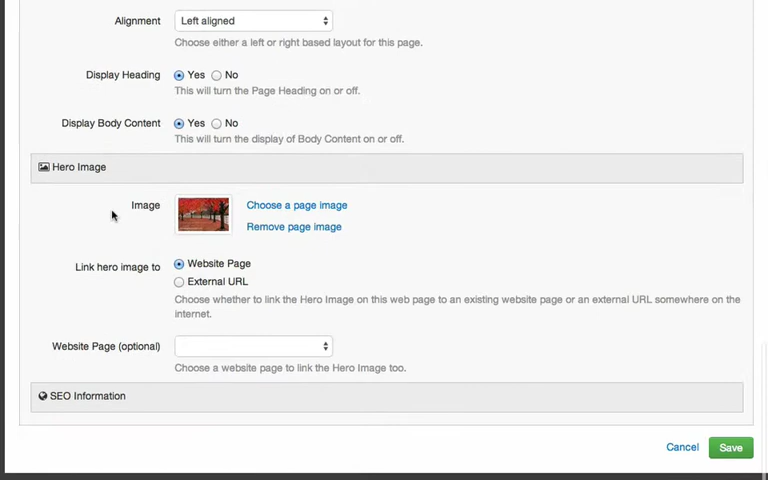 Alignment Left aligned
Choose either a left or right based layout for this page.
Display Heading Yes No
This will turn the Page Heading on or off.
Display Body Content Yes No
This will turn the display of Body Content on or off.
Hero Image
Image Choose a page image
Remove page image
Link hero image to Website Page
External URL
Choose whether to link the Hero Image on this web page to an existing website page or an external URL somewhere on the
internet.
Website Page (optional)
Choose a website page to link the Hero Image too.
SEO Information
Cancel Save